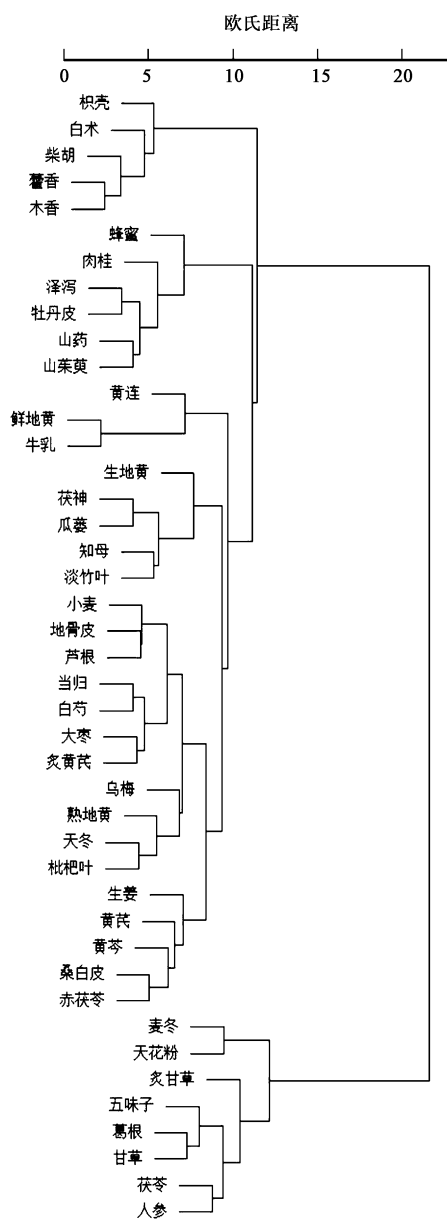 欧氏距离
0 5 10 15 20
枳壳
白术
柴胡
藿香
木香
蜂蜜
肉桂
泽泻
牡丹皮
山药
山茱萸
黄连
鲜地黄
牛乳
生地黄
茯神
瓜蒌
知母
淡竹叶
小麦
地骨皮
芦根
当归
白芍
大枣
炙黄芪
乌梅
熟地黄
天冬
枇杷叶
生姜
黄芪
黄芩
桑白皮
赤茯苓
麦冬
天花粉
炙甘草
五味子
葛根
甘草
茯苓
人参